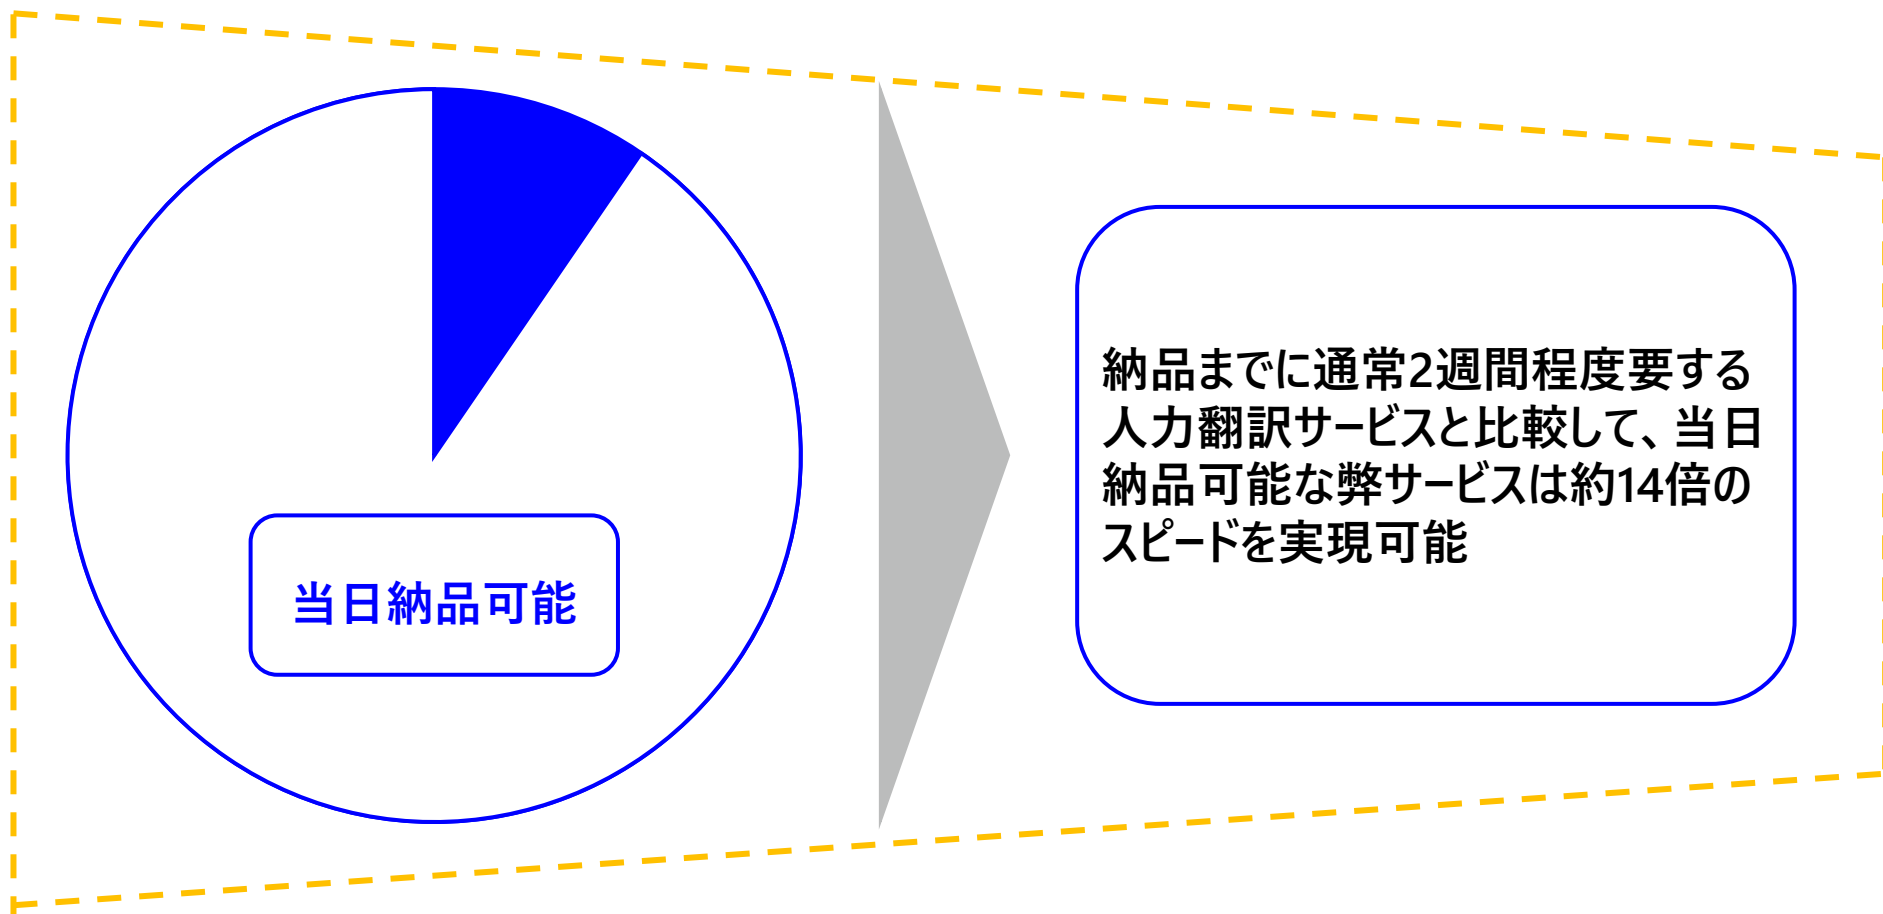 当日納品可能
納品までに通常2週間程度要する
人力翻訳サービスと比較して、当日
納品可能な弊サービスは約14倍の
スピードを実現可能